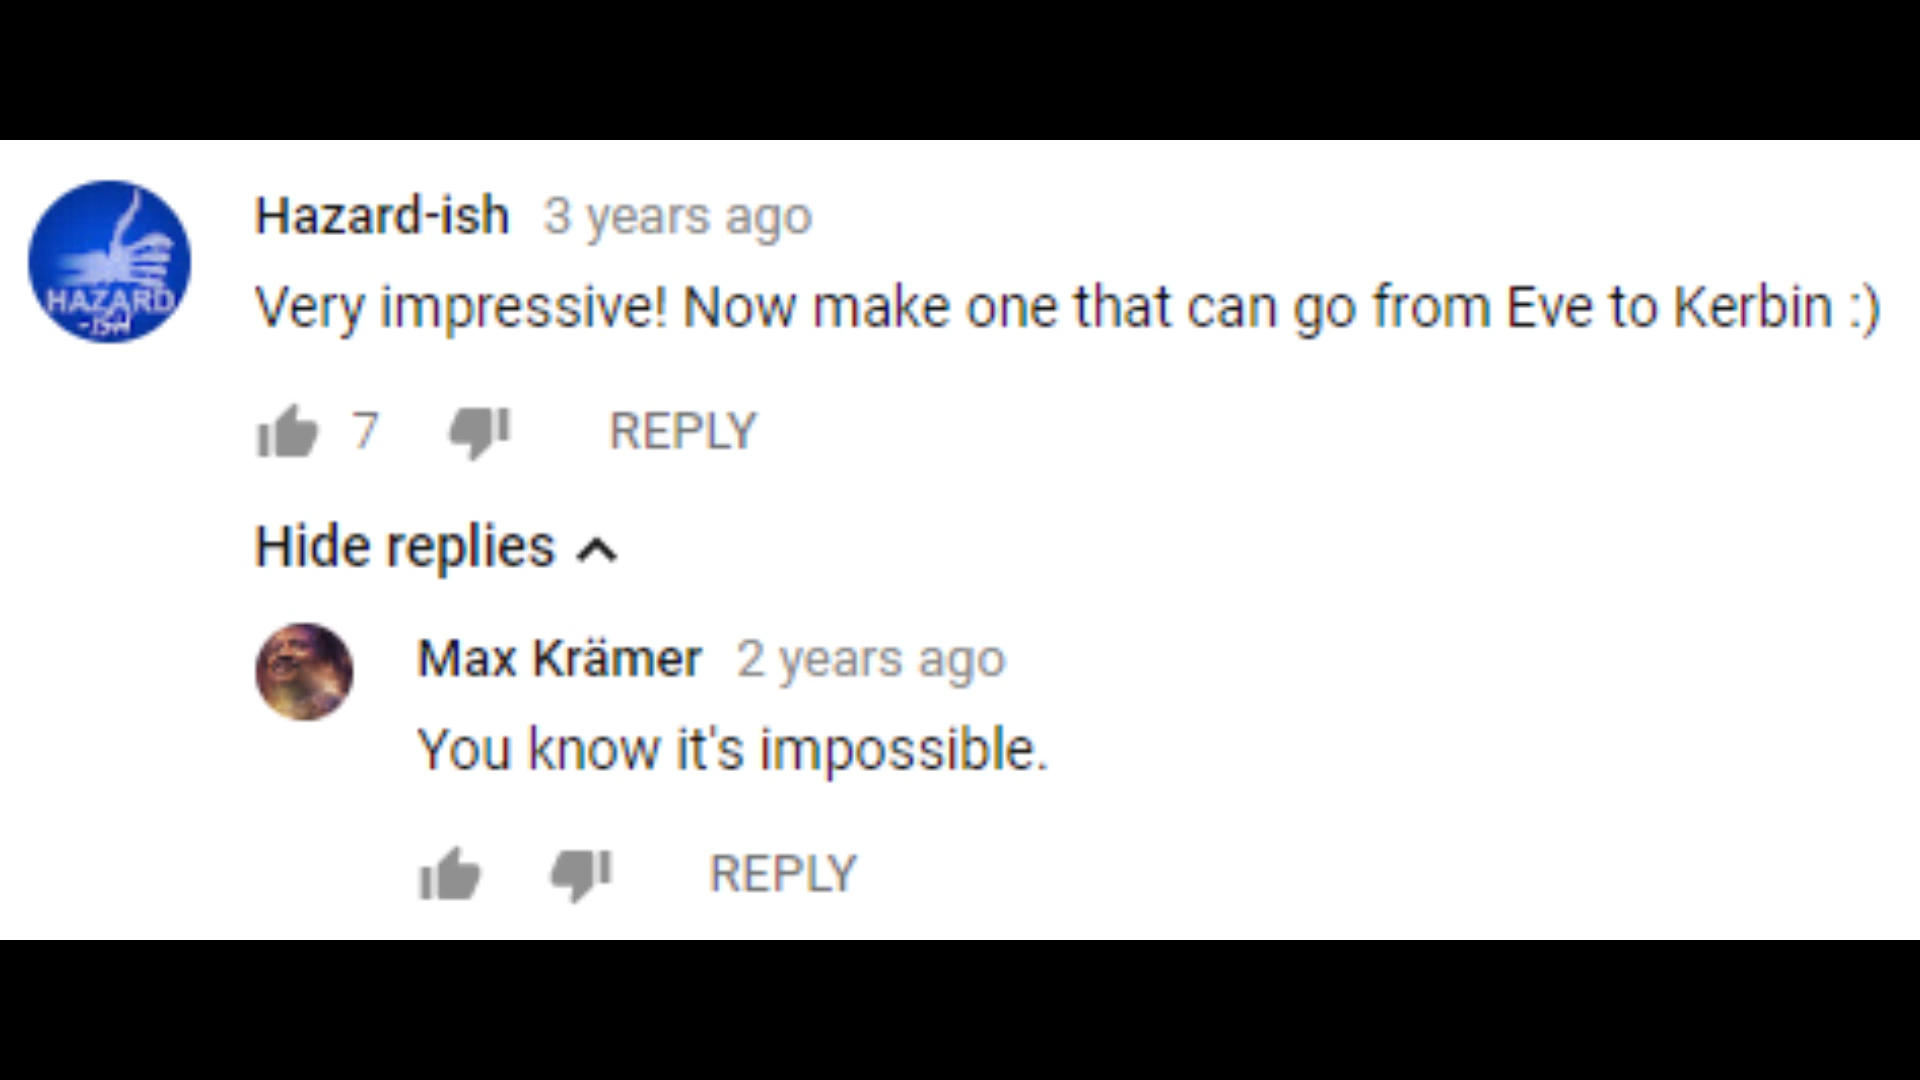 HAZARD
-ISH
Hazard-ish 3 years ago
Very impressive! Now make one that can go from Eve to Kerbin :)
7 REPLY
Hide replies
Max Krämer 2 years ago
You know it's impossible.
REPLY